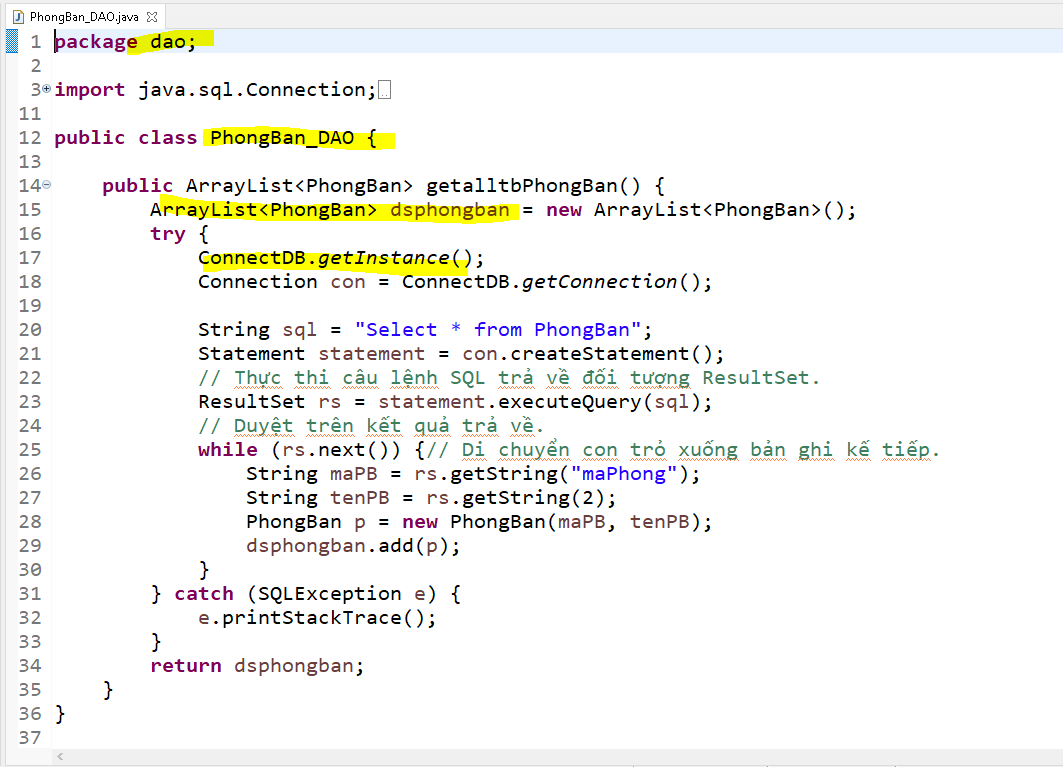 PhongBan_DAO.java
1 package dao;
2
3 import java.sql.Connection;
11
12 public class PhongBan_DAO {
13
14 public ArrayList<PhongBan> getalltbPhongBan() {
15 ArrayList<PhongBan> dsphongban = new ArrayList<PhongBan>();
16 try {
17 ConnectDB.getInstance();
18 Connection con = ConnectDB.getConnection();
19
20 String sql = "Select * from PhongBan";
21 Statement statement = con.createStatement();
22 // Thực thi câu lệnh SQL trả về đối tượng ResultSet.
23 ResultSet rs = statement.executeQuery(sql);
24 // Duyệt trên kết quả trả về.
25 while (rs.next()) {// Di chuyển con trỏ xuống bản ghi kế tiếp.
26 String maPB = rs.getString("maPhong");
27 String tenPB = rs.getString(2);
28 PhongBan p = new PhongBan(maPB, tenPB);
29 dsphongban.add(p);
30 }
31 } catch (SQLException e) {
32 e.printStackTrace();
33 }
34 return dsphongban;
35 }
36 }
37